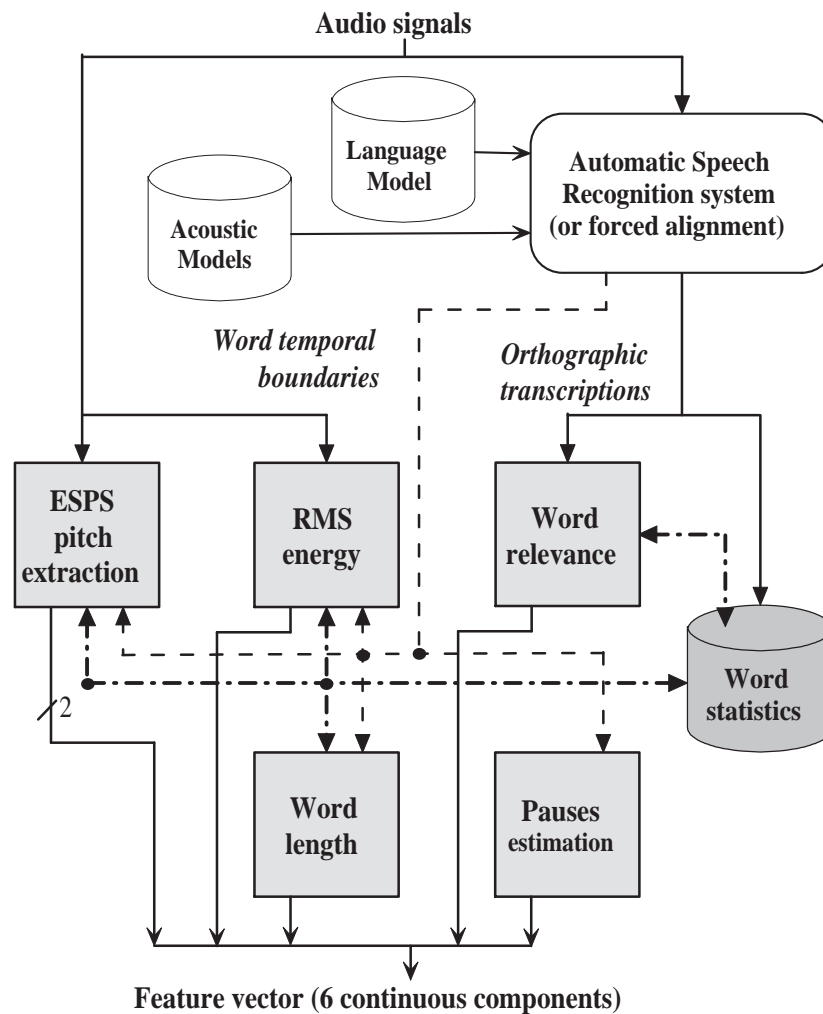 Audio signals
Language
Model
Automatic Speech
Recognition system
(or forced alignment)
Acoustic
Models
Word temporal
boundaries
Orthographic
transcriptions
ESPS
pitch
extraction
RMS
energy
Word
relevance
2
Word
statistics
Word
length
Pauses
estimation
Feature vector (6 continuous components)